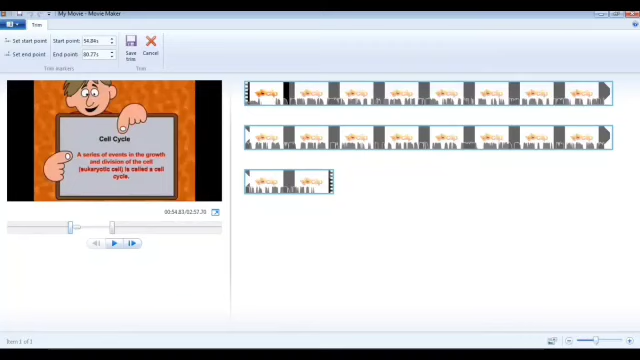 My Movie - Movie Maker
Trim
Set start point
Start point: 54.84s
Set end point
End point: 80.77s
Save trim
Cancel
Trim markers
Trim
Cell Cycle
A series of events in the growth
and division of the cell
(eukaryotic cell) is called a cell
cycle.
00:54.83/02:57.70
Item 1 of 1